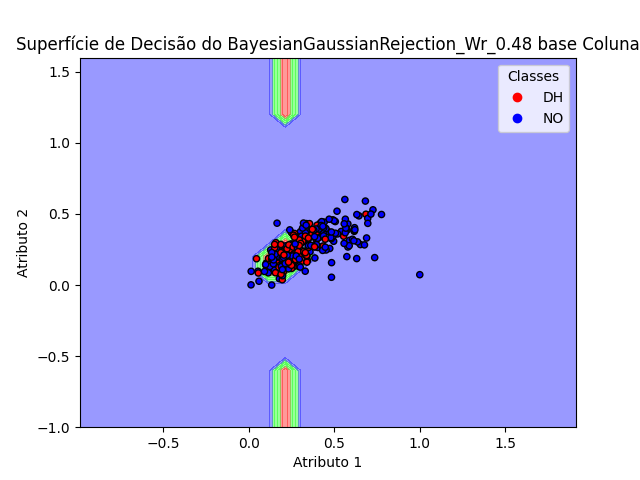 Superfície de Decisão do BayesianGaussianRejection_Wr_0.48 base Coluna
1.5
1.0
0.5
0.0
−0.5
−1.0
Atributo 2
Classes
DH
NO
−0.5
0.0
0.5
1.0
1.5
Atributo 1